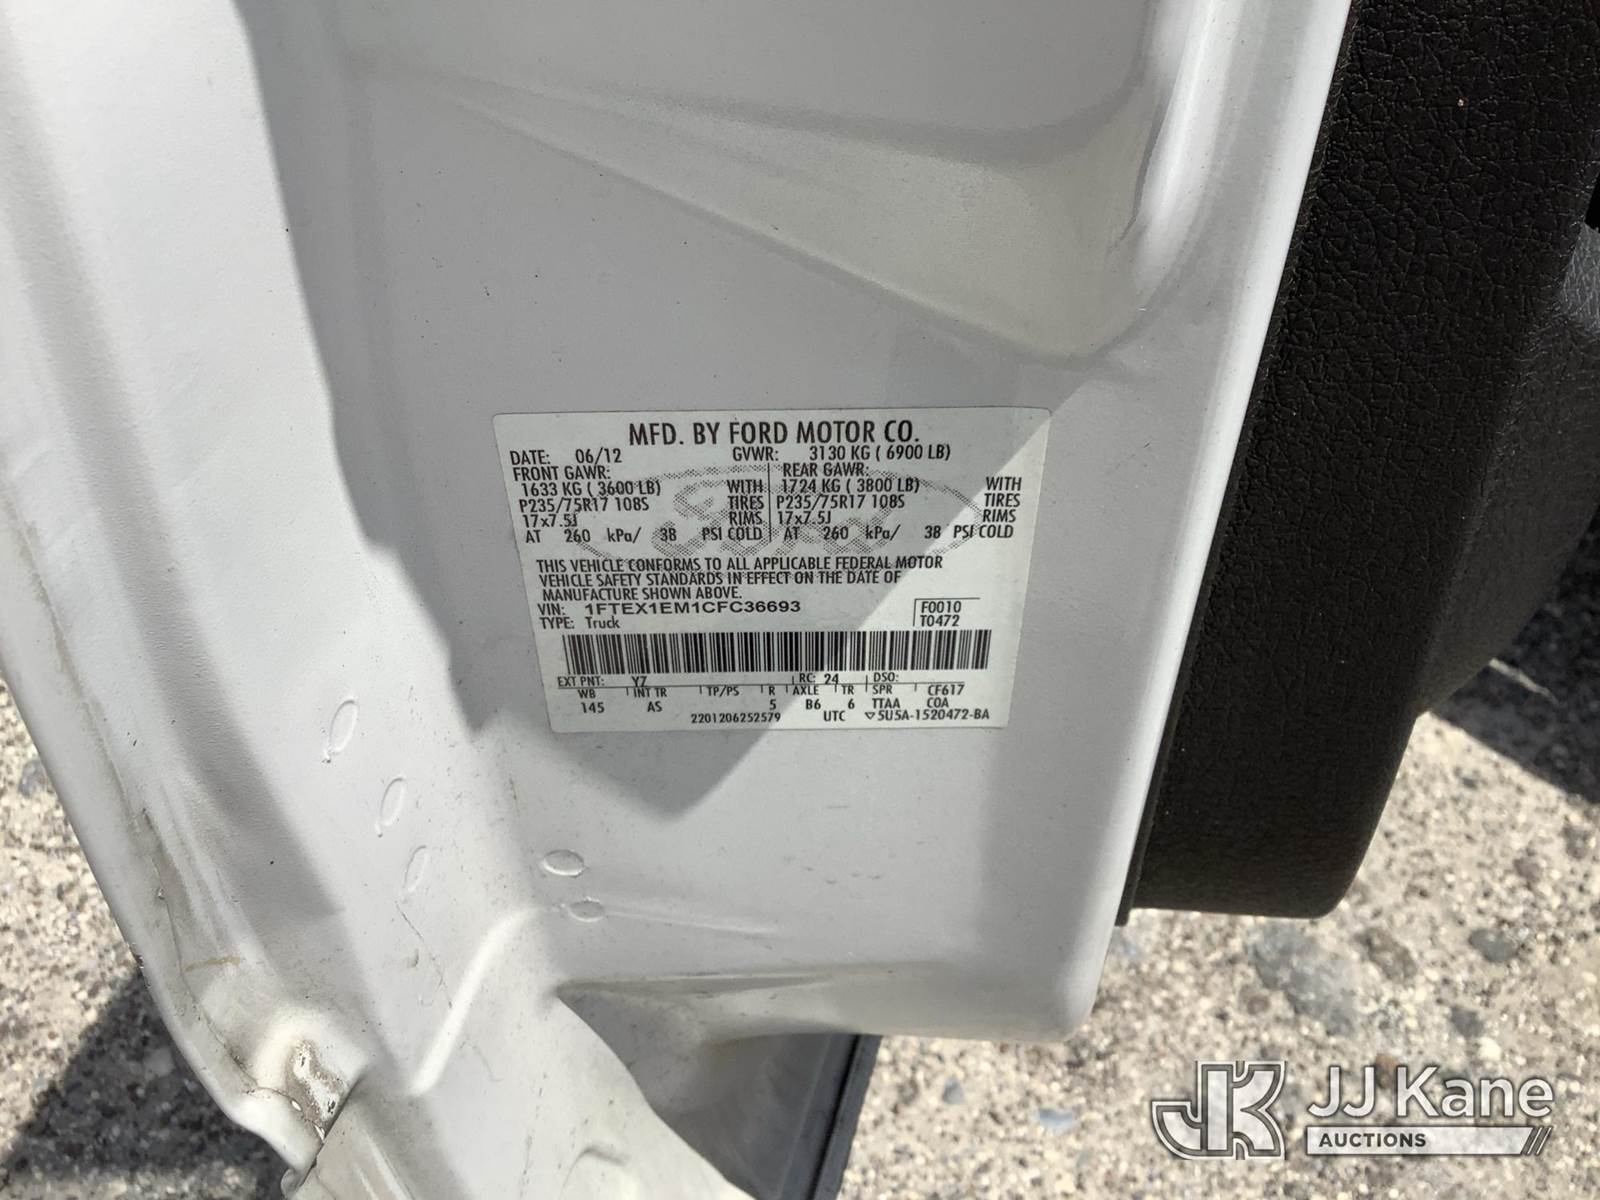 MFD. BY FORD MOTOR CO.
DATE: 06/12 GVWR: 3130 KG ( 6900 LB)
FRONT GAWR: REAR GAWR:
1633 KG ( 3600 LB) WITH 1724 KG ( 3800 LB) WITH
P235/75R17 108S TIRES P235/75R17 108S TIRES
17x7.5J RIMS 17x7.5J RIMS
AT 260 kPa/ 38 PSI COLD AT 260 kPa/ 38 PSI COLD
THIS VEHICLE CONFORMS TO ALL APPLICABLE FEDERAL MOTOR
VEHICLE SAFETY STANDARDS IN EFFECT ON THE DATE OF
MANUFACTURE SHOWN ABOVE.
VIN: 1FTEX1EM1CFC36693 F0010
TYPE: Truck T0472
EXT PNT: YZ RC: 24 DSO:
WB INT TR TP/PS R AXLE TR SPR CF617
145 AS 5 B6 6 TTAA COA
2201206252579 UTC ▽5U5A-1520472-BA
Ford
JK JJ Kane
AUCTIONS